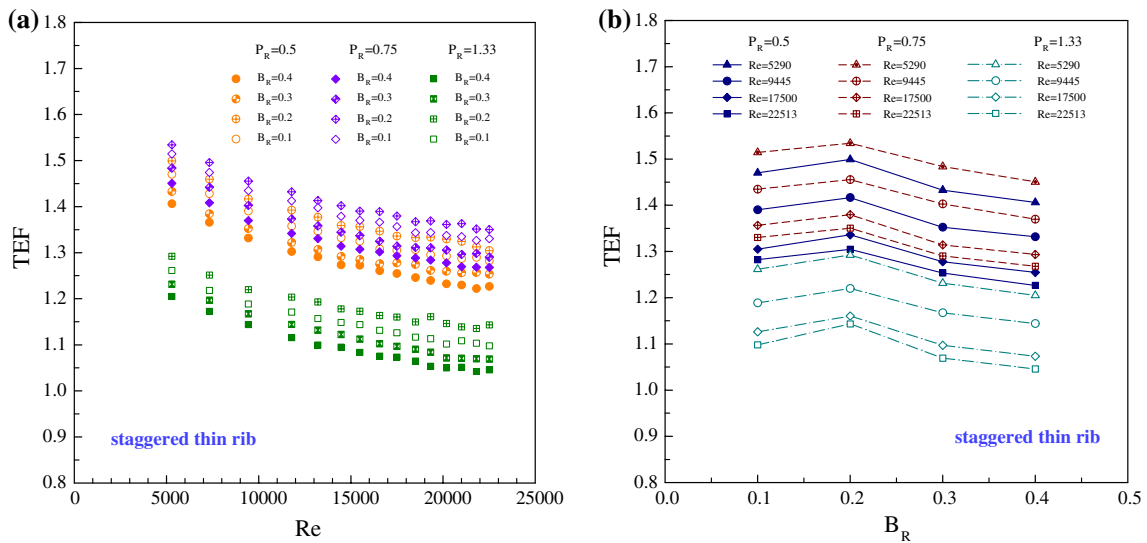 (a)
1.8
1.7
1.6
1.5
1.4
1.3
1.2
1.1
1.0
0.9
0.8
TEF
P_R=0.5 P_R=0.75 P_R=1.33
B_R=0.4 B_R=0.4 B_R=0.4
B_R=0.3 B_R=0.3 B_R=0.3
B_R=0.2 B_R=0.2 B_R=0.2
B_R=0.1 B_R=0.1 B_R=0.1
staggered thin rib
0 5000 10000 15000 20000 25000
Re
(b)
1.8
1.7
1.6
1.5
1.4
1.3
1.2
1.1
1.0
0.9
0.8
TEF
P_R=0.5 P_R=0.75 P_R=1.33
Re=5290 Re=5290 Re=5290
Re=9445 Re=9445 Re=9445
Re=17500 Re=17500 Re=17500
Re=22513 Re=22513 Re=22513
staggered thin rib
0.0 0.1 0.2 0.3 0.4 0.5
B_R